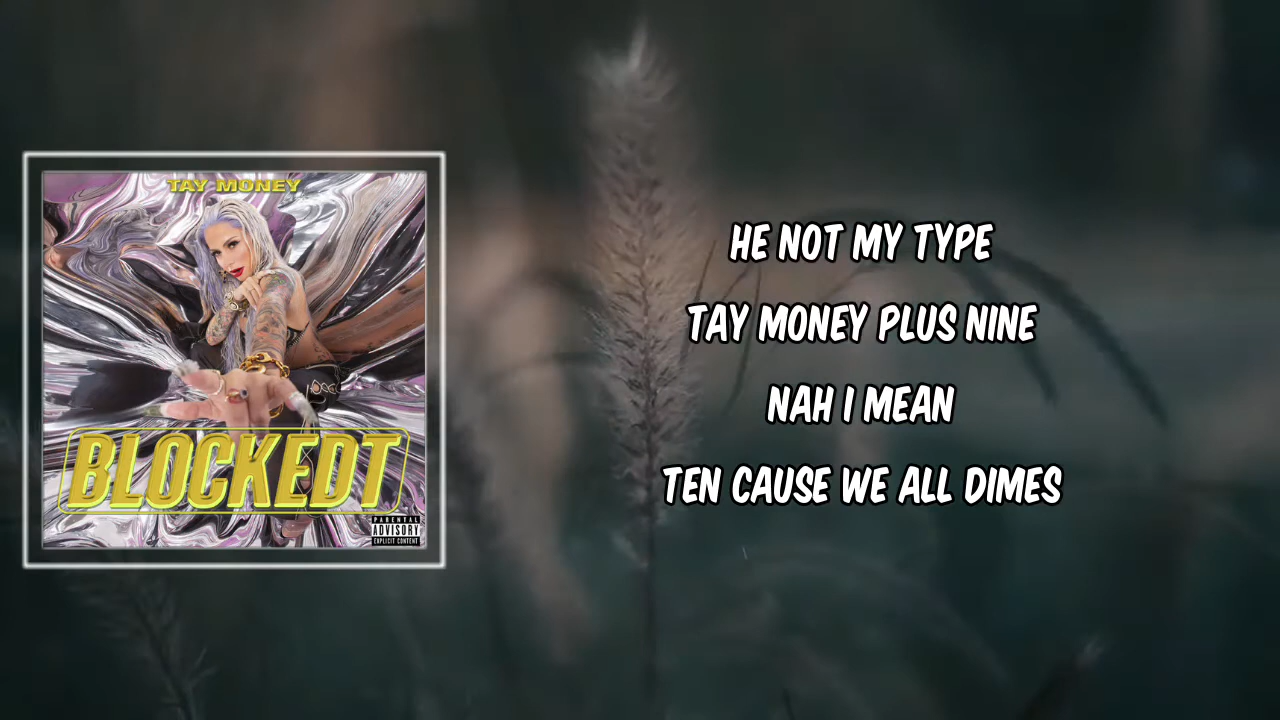 TAY MONEY
BLOCKEDT
PARENTAL
ADVISORY
EXPLICIT CONTENT
HE NOT MY TYPE
TAY MONEY PLUS NINE
NAH I MEAN
TEN CAUSE WE ALL DIMES